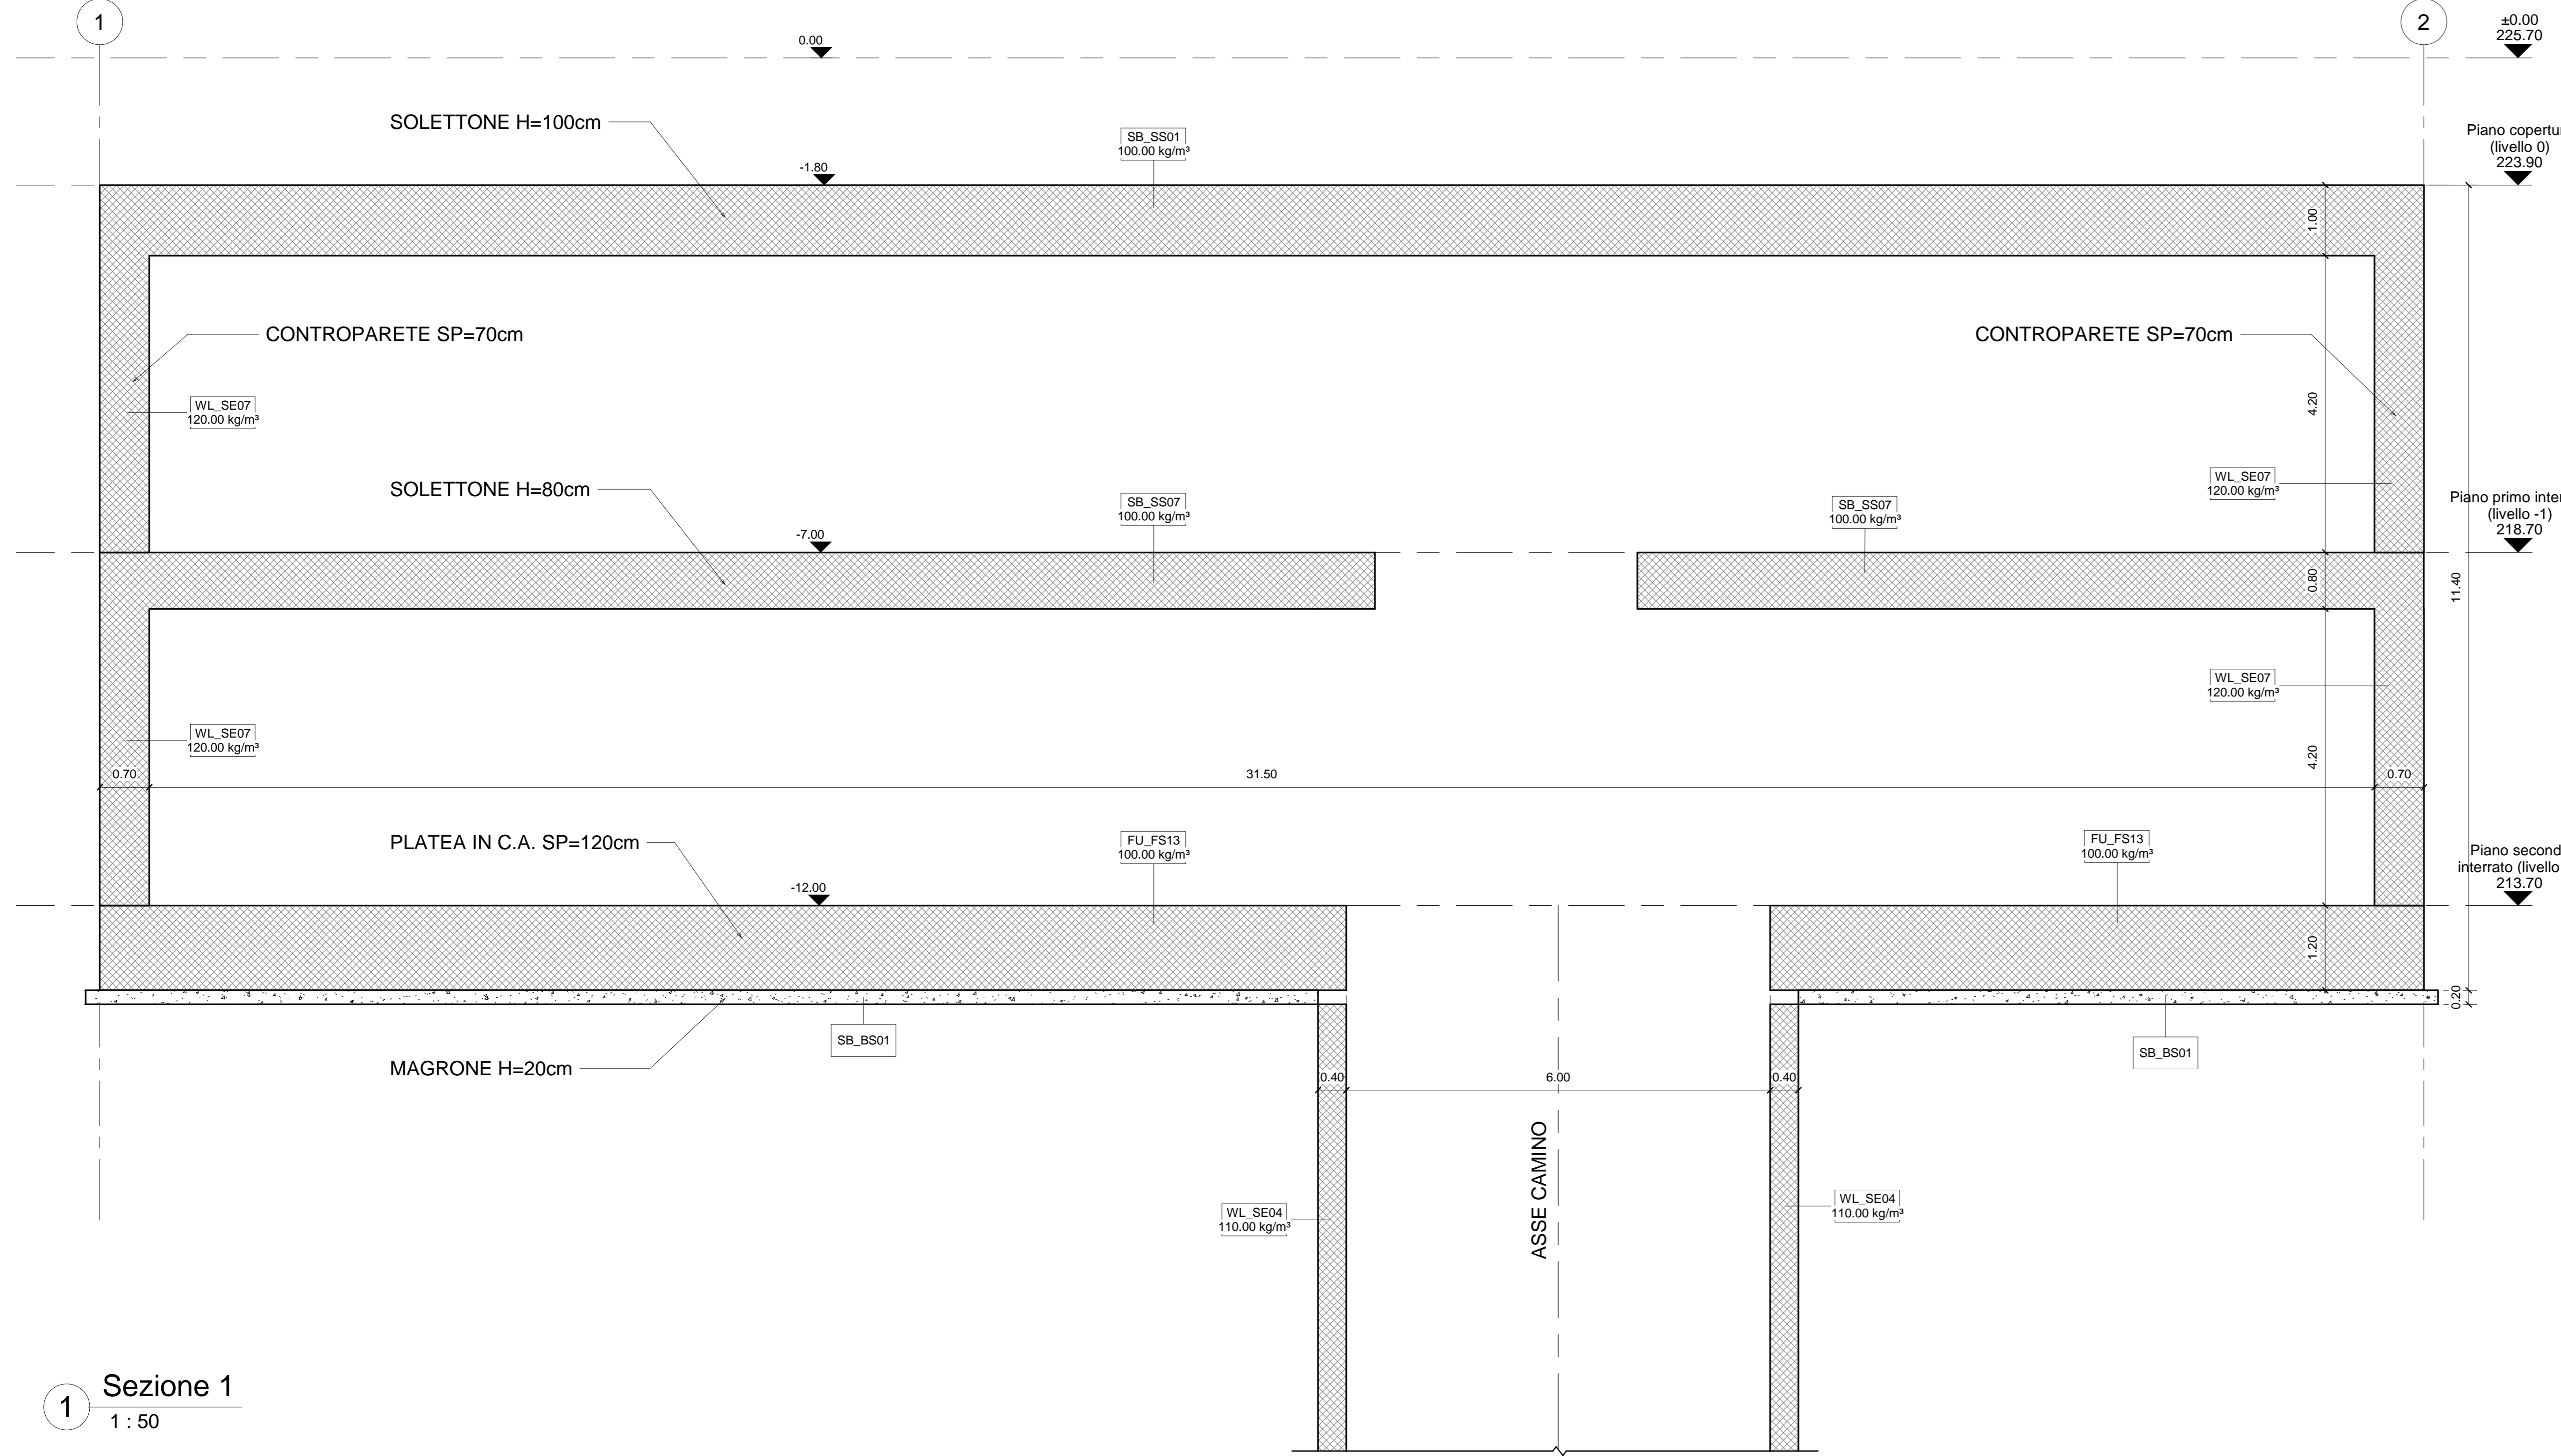 1
2
±0.00
225.70
0.00
SOLETTONE H=100cm
SB_SS01
100.00 kg/m³
Piano
(livello 0)
223.90
-1.80
1.00
CONTROPARETE SP=70cm
CONTROPARETE SP=70cm
WL_SE07
120.00 kg/m³
4.20
WL_SE07
120.00 kg/m³
SOLETTONE H=80cm
SB_SS07
100.00 kg/m³
SB_SS07
100.00 kg/m³
Piano primo
(livello -1)
218.70
-7.00
0.80
11.40
WL_SE07
120.00 kg/m³
WL_SE07
120.00 kg/m³
4.20
0.70
31.50
0.70
PLATEA IN C.A. SP=120cm
FU_FS13
100.00 kg/m³
FU_FS13
100.00 kg/m³
Piano
interrato (livello
213.70
-12.00
1.20
0.20
SB_BS01
SB_BS01
MAGRONE H=20cm
0.40
6.00
0.40
ASSE CAMINO
WL_SE04
110.00 kg/m³
WL_SE04
110.00 kg/m³
1
Sezione 1
1 : 50